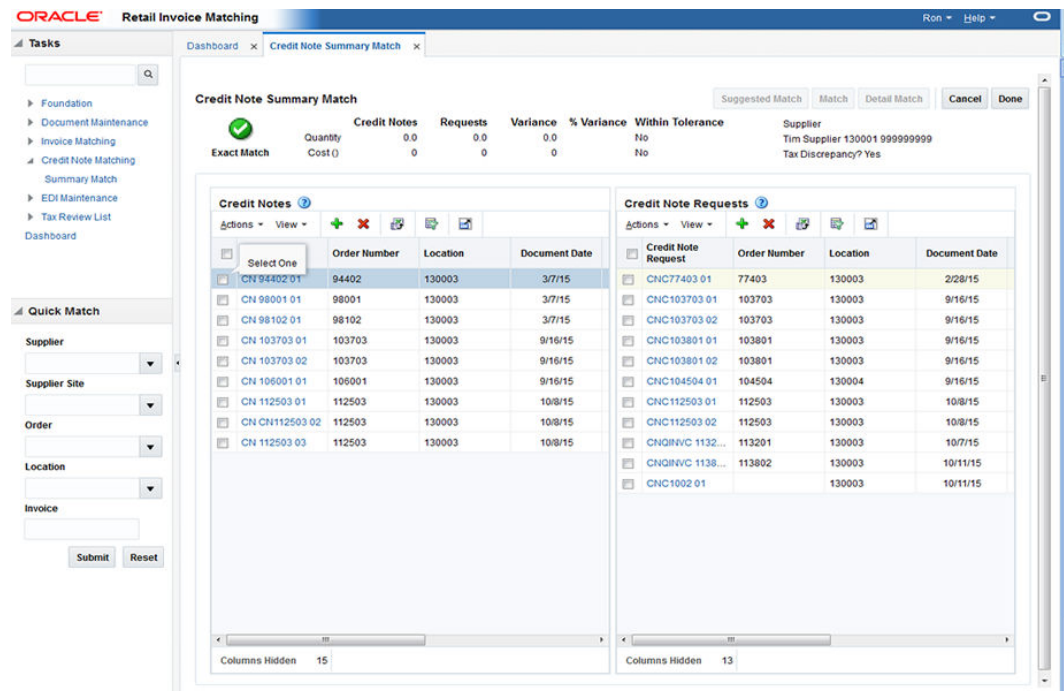 ORACLE® Retail Invoice Matching Ron Help
Tasks
Dashboard × Credit Note Summary Match ×
Foundation
Document Maintenance
Invoice Matching
Credit Note Matching
Summary Match
EDI Maintenance
Tax Review List
Dashboard
Quick Match
Supplier
Supplier Site
Order
Location
Invoice
Submit Reset
Credit Note Summary Match
Suggested Match Match Detail Match Cancel Done
Credit Notes Requests Variance % Variance Within Tolerance Supplier
Quantity 0.0 0.0 0.0 No Tim Supplier 130001 999999999
Exact Match Cost () 0 0 0 No Tax Discrepancy? Yes
Credit Notes
Actions View
Order Number Location Document Date
Select One
CN 94402 01 94402 130003 3/7/15
CN 98001 01 98001 130003 3/7/15
CN 98102 01 98102 130003 3/7/15
CN 103703 01 103703 130003 9/16/15
CN 103703 02 103703 130003 9/16/15
CN 106001 01 106001 130003 9/16/15
CN 112503 01 112503 130003 10/8/15
CN CN112503 02 112503 130003 10/8/15
CN 112503 03 112503 130003 10/8/15
Columns Hidden 15
Credit Note Requests
Actions View
Credit Note Request Order Number Location Document Date
CNC77403 01 77403 130003 2/28/15
CNC103703 01 103703 130003 9/16/15
CNC103703 02 103703 130003 9/16/15
CNC103801 01 103801 130003 9/16/15
CNC103801 02 103801 130003 9/16/15
CNC104504 01 104504 130004 9/16/15
CNC112503 01 112503 130003 10/8/15
CNC112503 02 112503 130003 10/8/15
CNQINVC 1132... 113201 130003 10/7/15
CNQINVC 1138... 113802 130003 10/11/15
CNC1002 01 130003 10/11/15
Columns Hidden 13